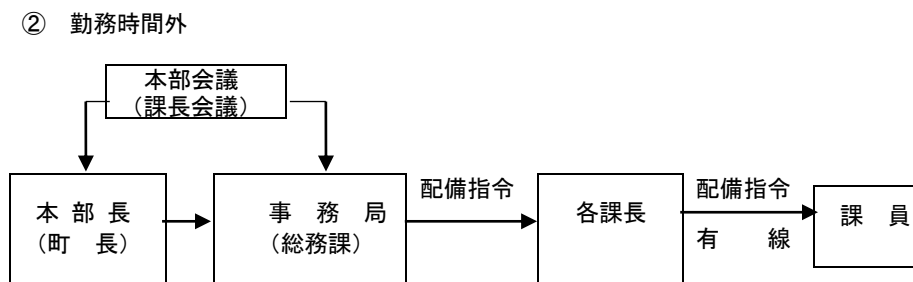 ② 勤務時間外
本部会議
（課長会議）
本 部 長
（町 長）
事 務 局
（総務課）
配備指令
各課長
配備指令
有 線
課 員